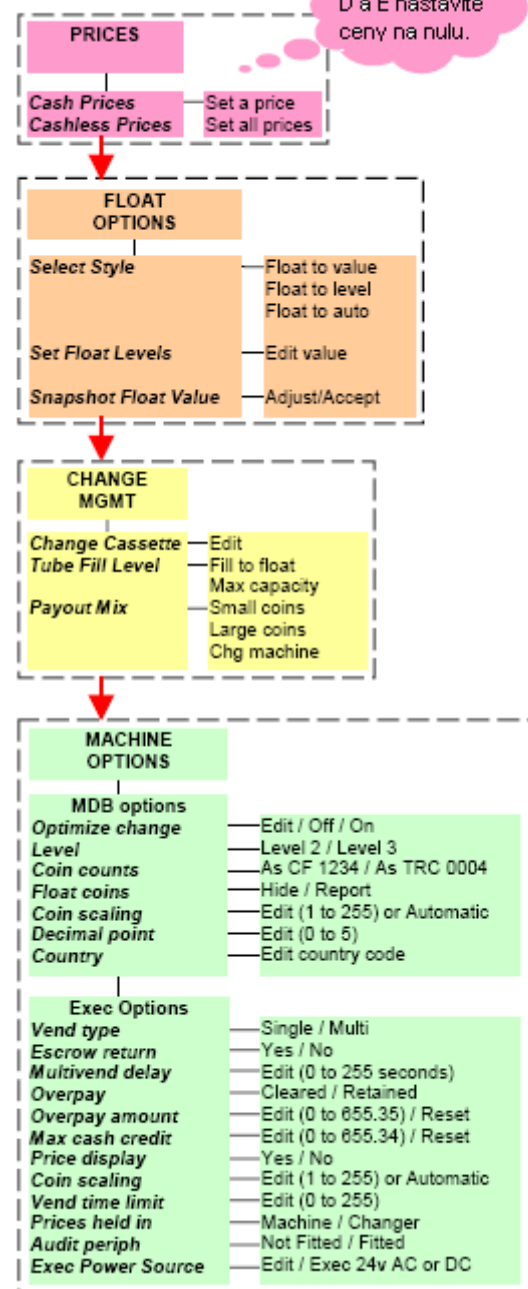 D a E nastavíte
ceny na nulu.
PRICES
Cash Prices Set a price
Cashless Prices Set all prices
FLOAT
OPTIONS
Select Style Float to value
Float to level
Float to auto
Set Float Levels Edit value
Snapshot Float Value Adjust/Accept
CHANGE
MGMT
Change Cassette Edit
Tube Fill Level Fill to float
Max capacity
Payout Mix Small coins
Large coins
Chg machine
MACHINE
OPTIONS
MDB options
Optimize change Edit / Off / On
Level Level 2 / Level 3
Coin counts As CF 1234 / As TRC 0004
Float coins Hide / Report
Coin scaling Edit (1 to 255) or Automatic
Decimal point Edit (0 to 5)
Country Edit country code
Exec Options
Vend type Single / Multi
Escrow return Yes / No
Multivend delay Edit (0 to 255 seconds)
Overpay Cleared / Retained
Overpay amount Edit (0 to 655.35) / Reset
Max cash credit Edit (0 to 655.34) / Reset
Price display Yes / No
Coin scaling Edit (1 to 255) or Automatic
Vend time limit Edit (0 to 255)
Prices held in Machine / Changer
Audit periph Not Fitted / Fitted
Exec Power Source Edit / Exec 24v AC or DC